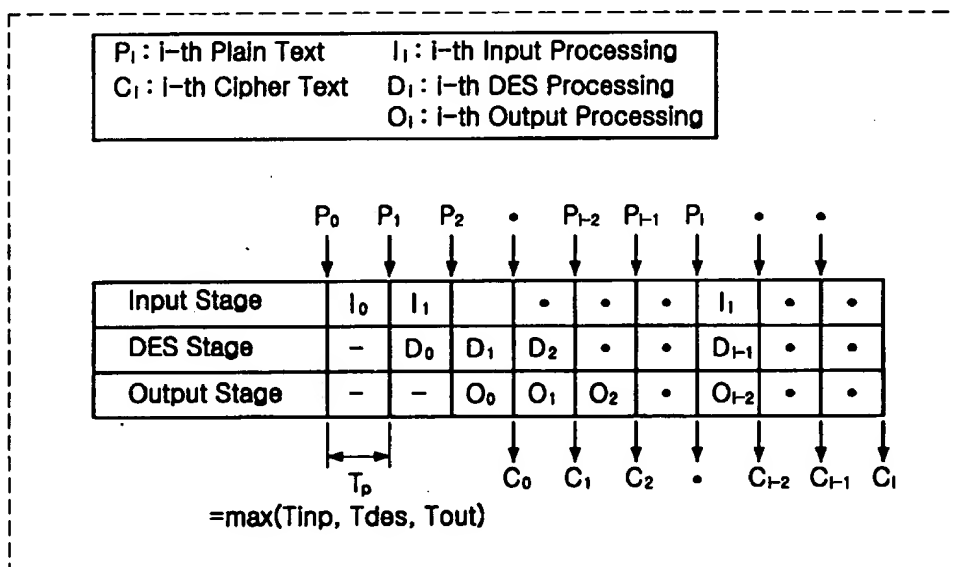 Pᵢ : i-th Plain Text Iᵢ : i-th Input Processing
Cᵢ : i-th Cipher Text Dᵢ : i-th DES Processing
Oᵢ : i-th Output Processing
P₀ P₁ P₂ • Pᵢ₋₂ Pᵢ₋₁ Pᵢ • •
Input Stage I₀ I₁ • • • Iᵢ • •
DES Stage - D₀ D₁ D₂ • • Dᵢ₋₁ • •
Output Stage - - O₀ O₁ O₂ • Oᵢ₋₂ • •
Tₚ C₀ C₁ C₂ • Cᵢ₋₂ Cᵢ₋₁ Cᵢ
=max(Tinp, Tdes, Tout)